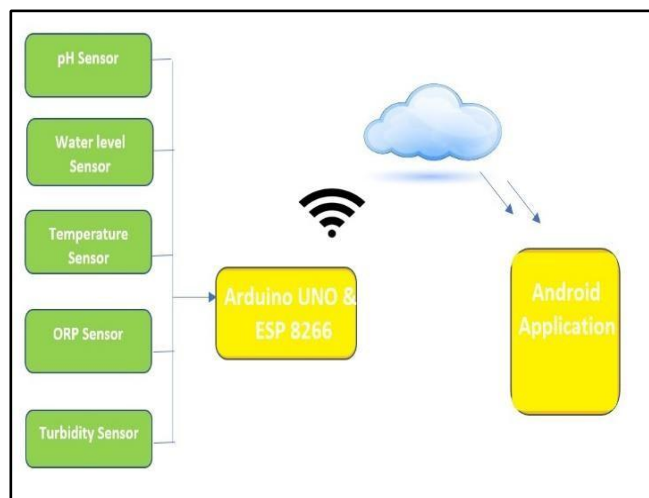 pH Sensor
Water level
Sensor
Temperature
Sensor
ORP Sensor
Turbidity Sensor
Arduino UNO &
ESP 8266
Android
Application